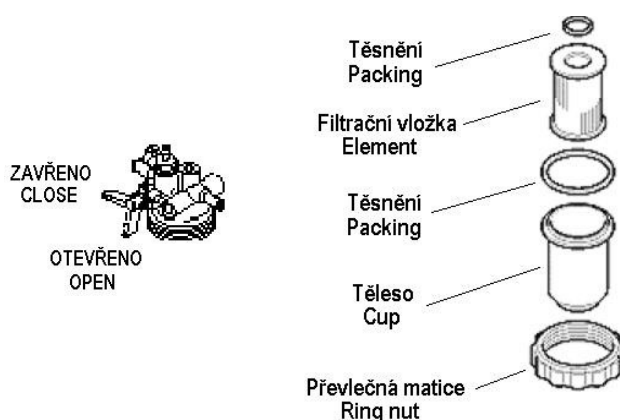 ZAVŘENO
CLOSE
OTEVŘENO
OPEN
Těsnění
Packing
Filtrační vložka
Element
Těsnění
Packing
Těleso
Cup
Převlečná matice
Ring nut